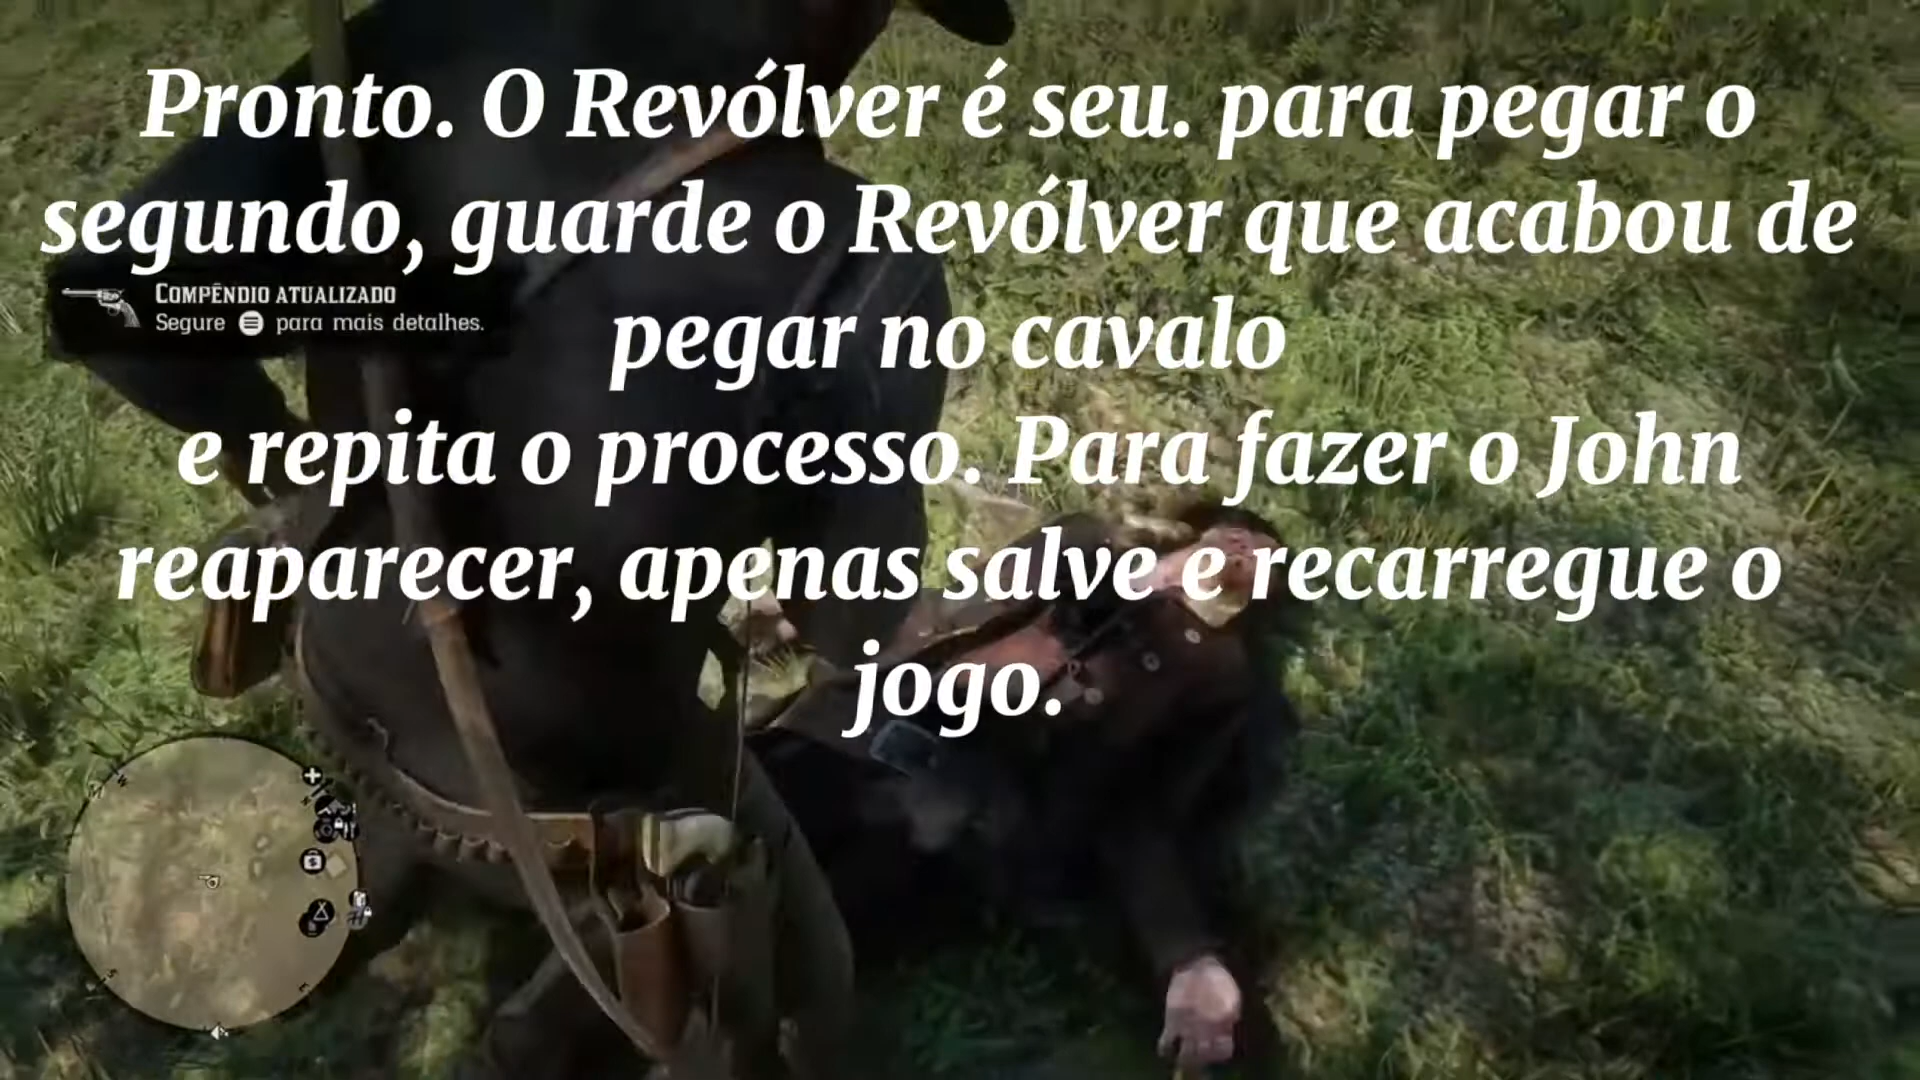 Pronto. O Revólver é seu. para pegar o
segundo, guarde o Revólver que acabou de
pegar no cavalo
e repita o processo. Para fazer o John
reaparecer, apenas salve e recarregue o
jogo.
COMPÊNDIO ATUALIZADO
Segure para mais detalhes.